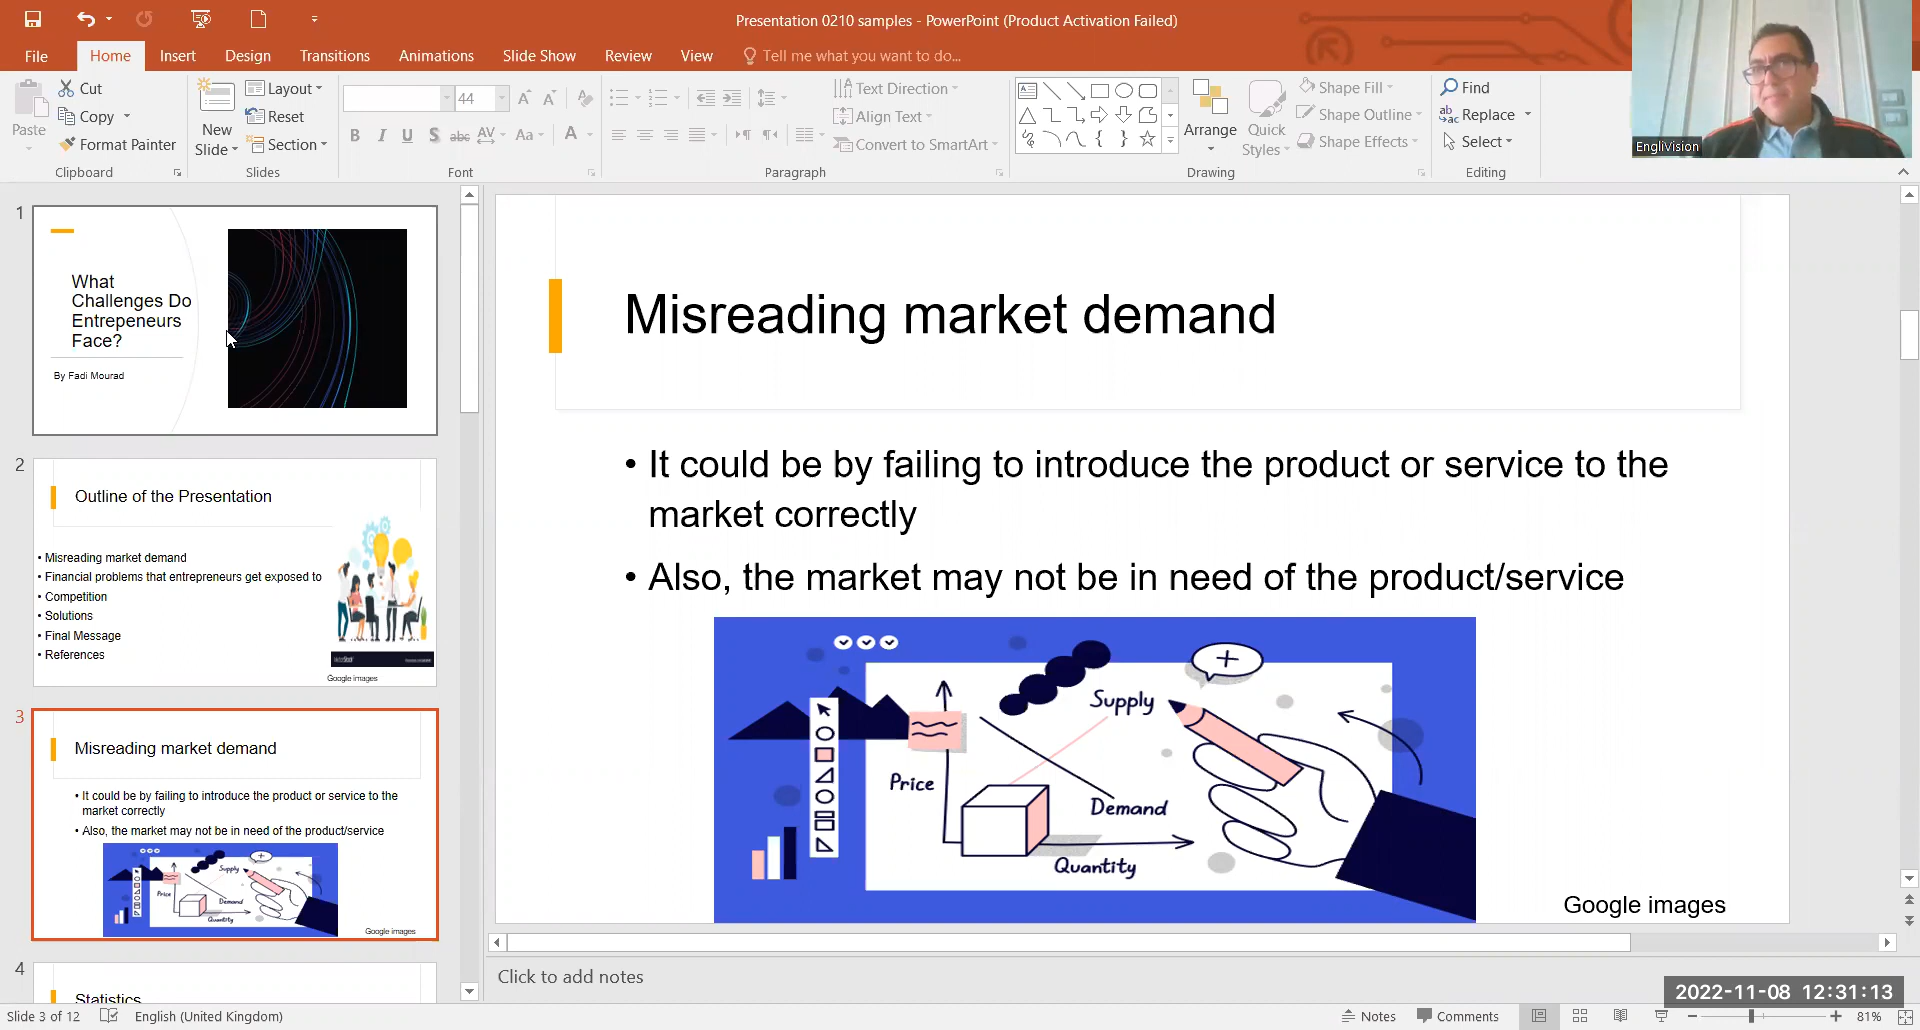 Presentation 0210 samples - PowerPoint (Product Activation Failed)
File Home Insert Design Transitions Animations Slide Show Review View Tell me what you want to do...
Paste
Cut
Copy
Format Painter
Clipboard
New
Slide
Layout
Reset
Section
Slides
44
B I U S abc AV Aa A
Font
Text Direction
Align Text
Convert to SmartArt
Paragraph
Arrange
Quick
Styles
Shape Fill
Shape Outline
Shape Effects
Drawing
Find
Replace
Select
Editing
EngliVision
1
What
Challenges Do
Entrepeneurs
Face?
By Fadi Mourad
2
Outline of the Presentation
• Misreading market demand
• Financial problems that entrepreneurs get exposed to
• Competition
• Solutions
• Final Message
• References
Google images
3
Misreading market demand
• It could be by failing to introduce the product or service to the
market correctly
• Also, the market may not be in need of the product/service
Supply
Price
Demand
Quantity
Google images
4
Statistics
Misreading market demand
• It could be by failing to introduce the product or service to the
market correctly
• Also, the market may not be in need of the product/service
Supply
Price
Demand
Quantity
Google images
Click to add notes
2022-11-08 12:31:13
Slide 3 of 12 English (United Kingdom) Notes Comments 81%